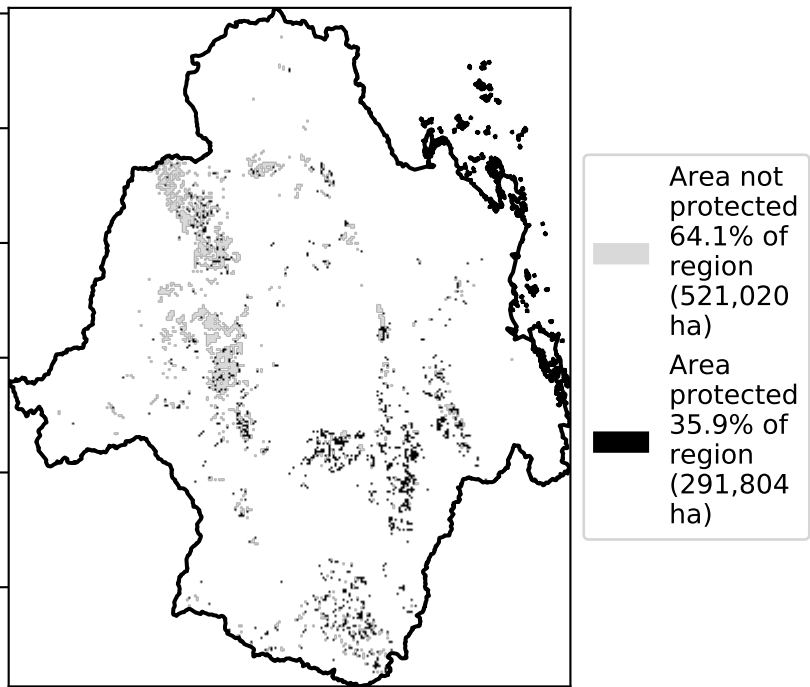 Area not
protected
64.1% of
region
(521,020
ha)
Area
protected
35.9% of
region
(291,804
ha)